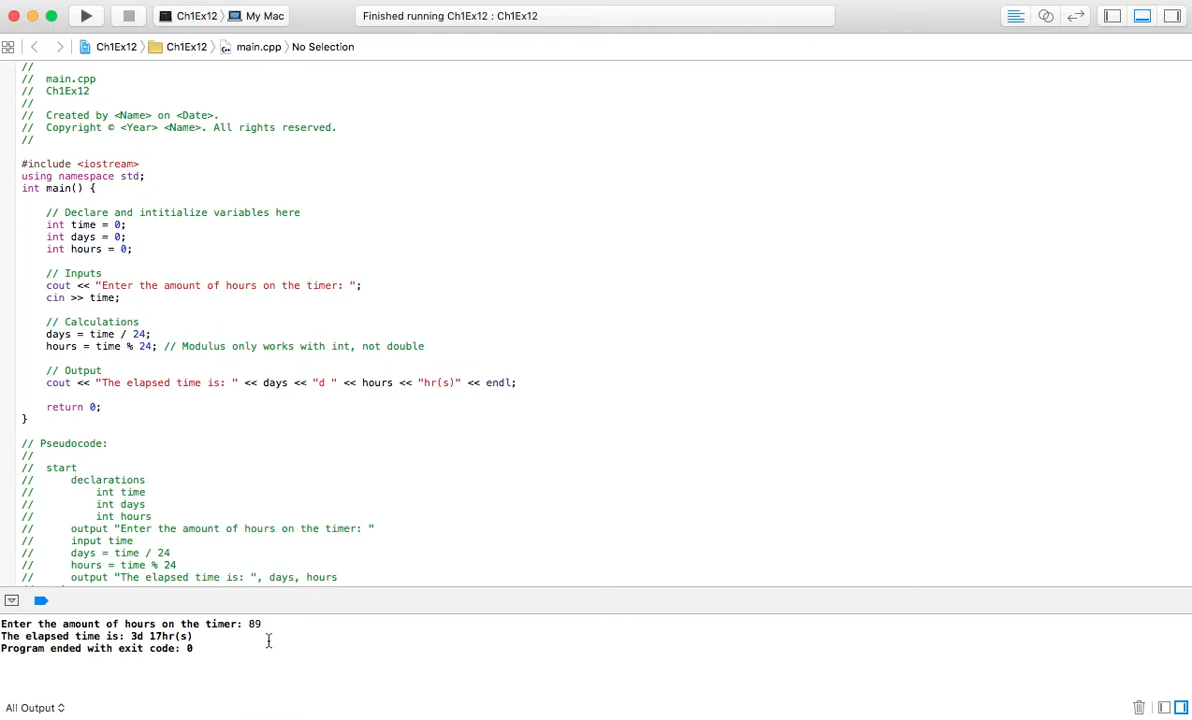 Ch1Ex12 My Mac Finished running Ch1Ex12 : Ch1Ex12
Ch1Ex12 Ch1Ex12 main.cpp No Selection
//
//  main.cpp
//  Ch1Ex12
//
//  Created by <Name> on <Date>.
//  Copyright © <Year> <Name>. All rights reserved.
//
#include <iostream>
using namespace std;
int main() {
    // Declare and intitialize variables here
    int time = 0;
    int days = 0;
    int hours = 0;
    // Inputs
    cout << "Enter the amount of hours on the timer: ";
    cin >> time;
    // Calculations
    days = time / 24;
    hours = time % 24; // Modulus only works with int, not double
    // Output
    cout << "The elapsed time is: " << days << "d " << hours << "hr(s)" << endl;
    return 0;
}
// Pseudocode:
//
//  start
//      declarations
//          int time
//          int days
//          int hours
//      output "Enter the amount of hours on the timer: "
//      input time
//      days = time / 24
//      hours = time % 24
//      output "The elapsed time is: ", days, hours
Enter the amount of hours on the timer: 89
The elapsed time is: 3d 17hr(s)
Program ended with exit code: 0
All Output